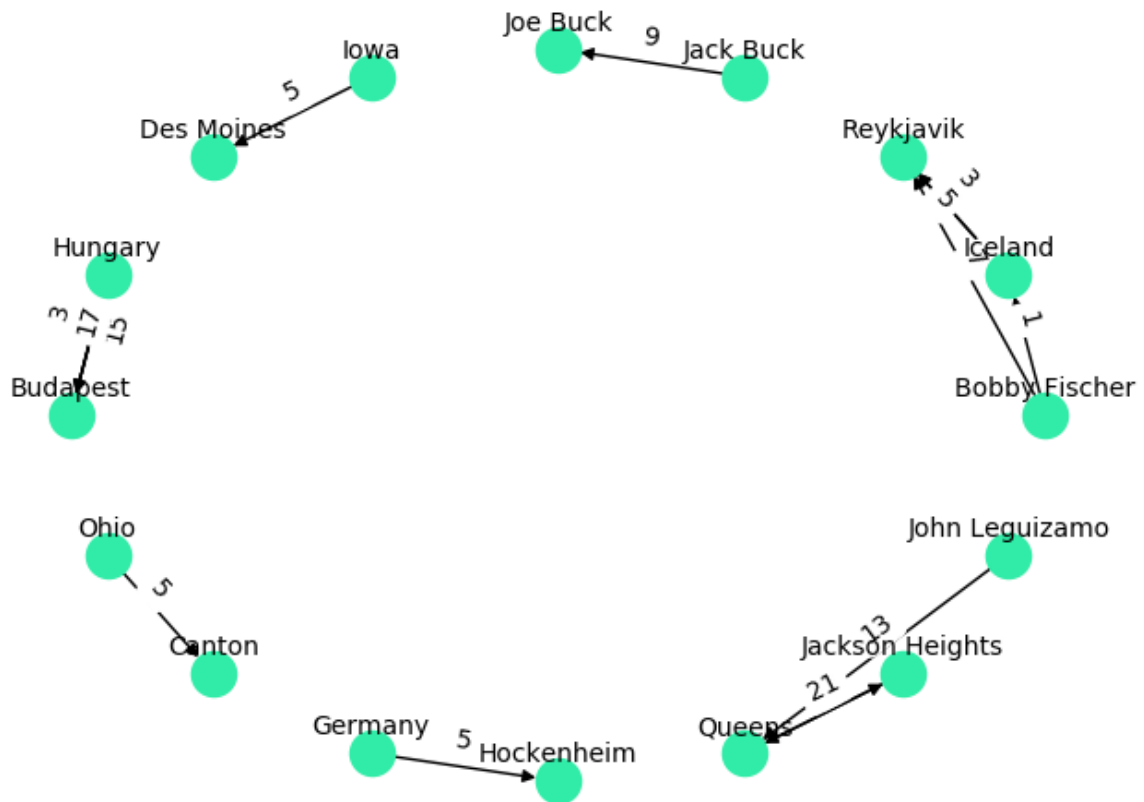 Joe Buck
9
Jack Buck
Iowa
5
Des Moines
Reykjavik
3
5
Iceland
1
Bobby Fischer
Hungary
3
17
15
Budapest
Ohio
5
Canton
Germany
5
Hockenheim
John Leguizamo
13
Jackson Heights
21
Queens